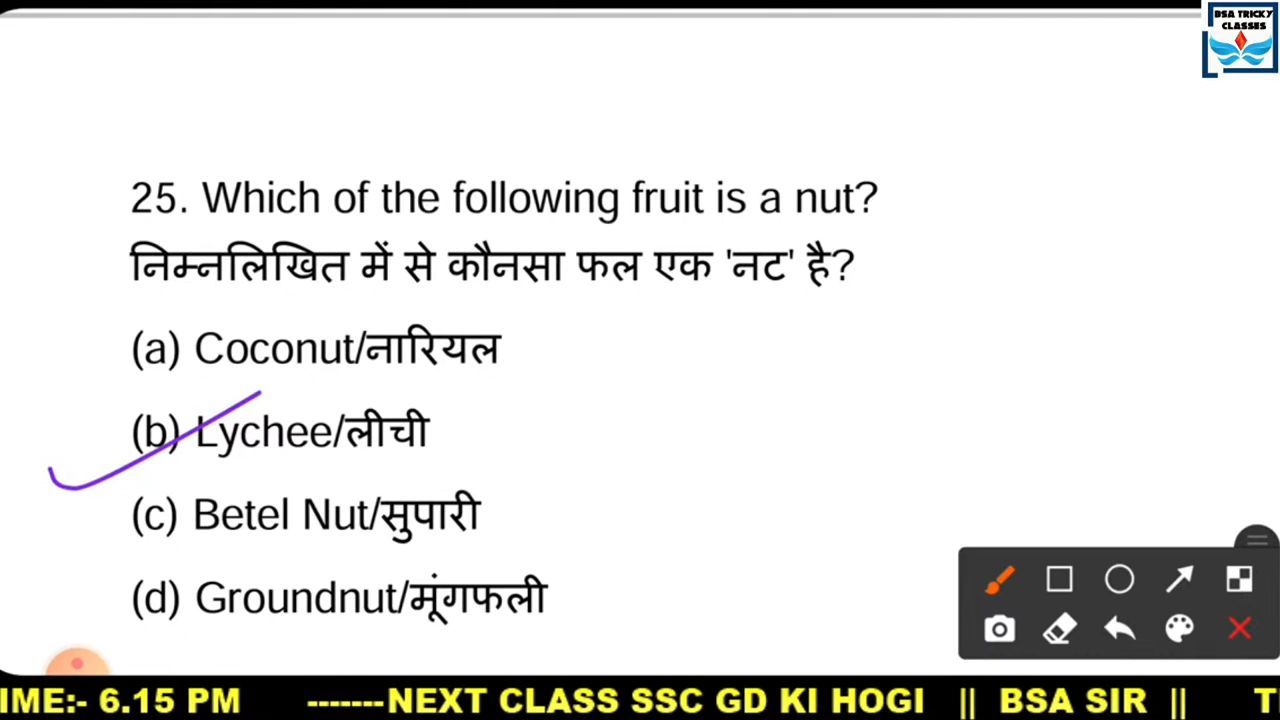 BSA TRICKY
CLASSES
25. Which of the following fruit is a nut?
निम्नलिखित में से कौनसा फल एक 'नट' है?
(a) Coconut/नारियल
(b) Lychee/लीची
(c) Betel Nut/सुपारी
(d) Groundnut/मूंगफली
IME:- 6.15 PM -------NEXT CLASS SSC GD KI HOGI || BSA SIR || T